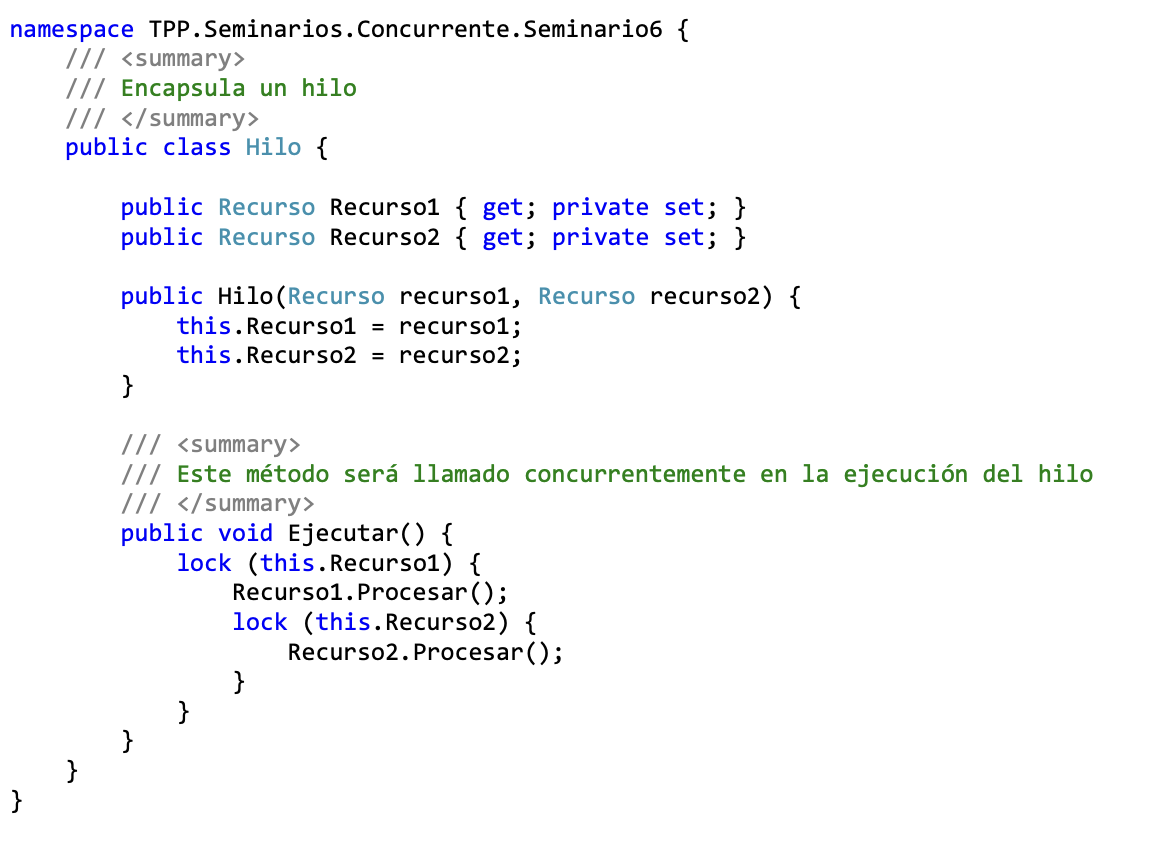 namespace TPP.Seminarios.Concurrente.Seminario6 {
    /// <summary>
    /// Encapsula un hilo
    /// </summary>
    public class Hilo {

        public Recurso Recurso1 { get; private set; }
        public Recurso Recurso2 { get; private set; }

        public Hilo(Recurso recurso1, Recurso recurso2) {
            this.Recurso1 = recurso1;
            this.Recurso2 = recurso2;
        }

        /// <summary>
        /// Este método será llamado concurrentemente en la ejecución del hilo
        /// </summary>
        public void Ejecutar() {
            lock (this.Recurso1) {
                Recurso1.Procesar();
                lock (this.Recurso2) {
                    Recurso2.Procesar();
                }
            }
        }
    }
}